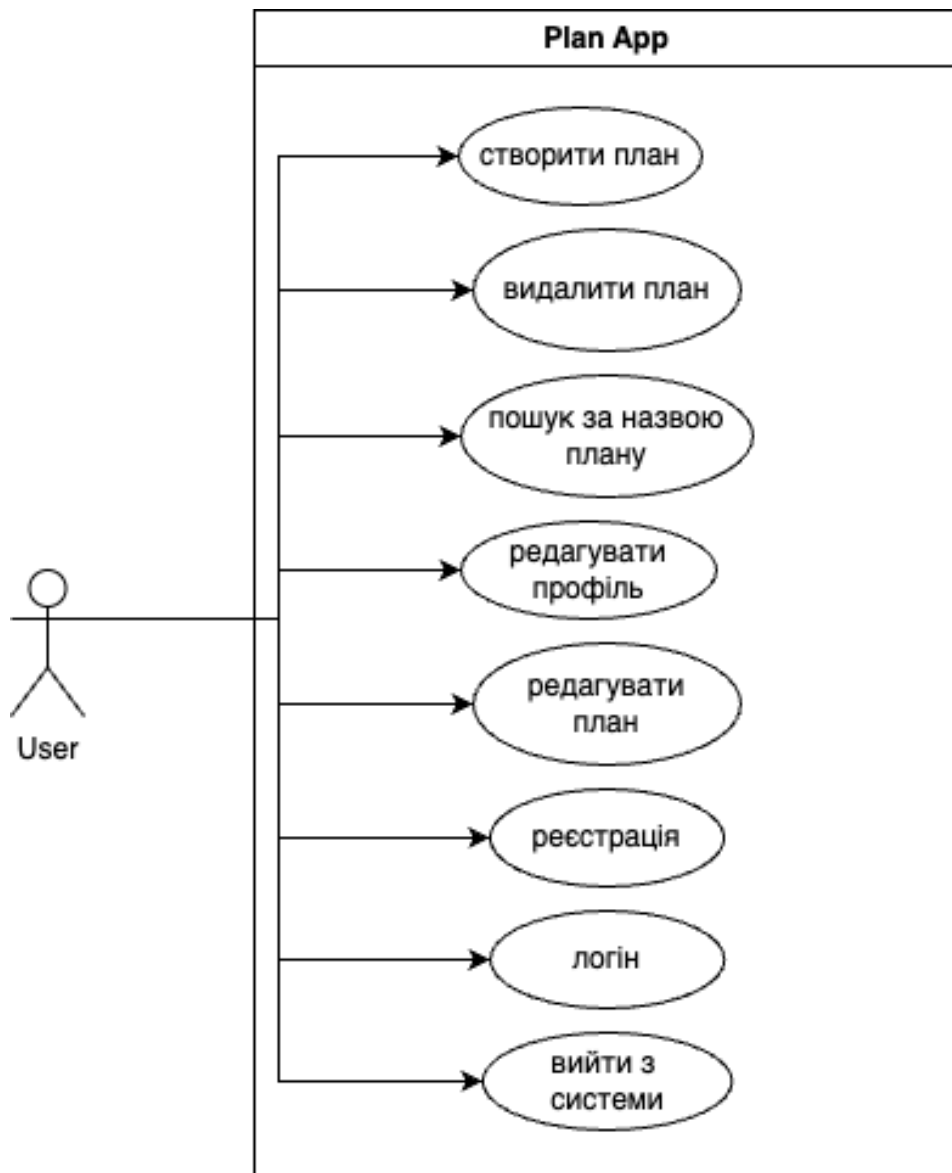 Plan App
створити план
видалити план
пошук за назвою
плану
редагувати
профіль
User
редагувати
план
реєстрація
логін
вийти з
системи